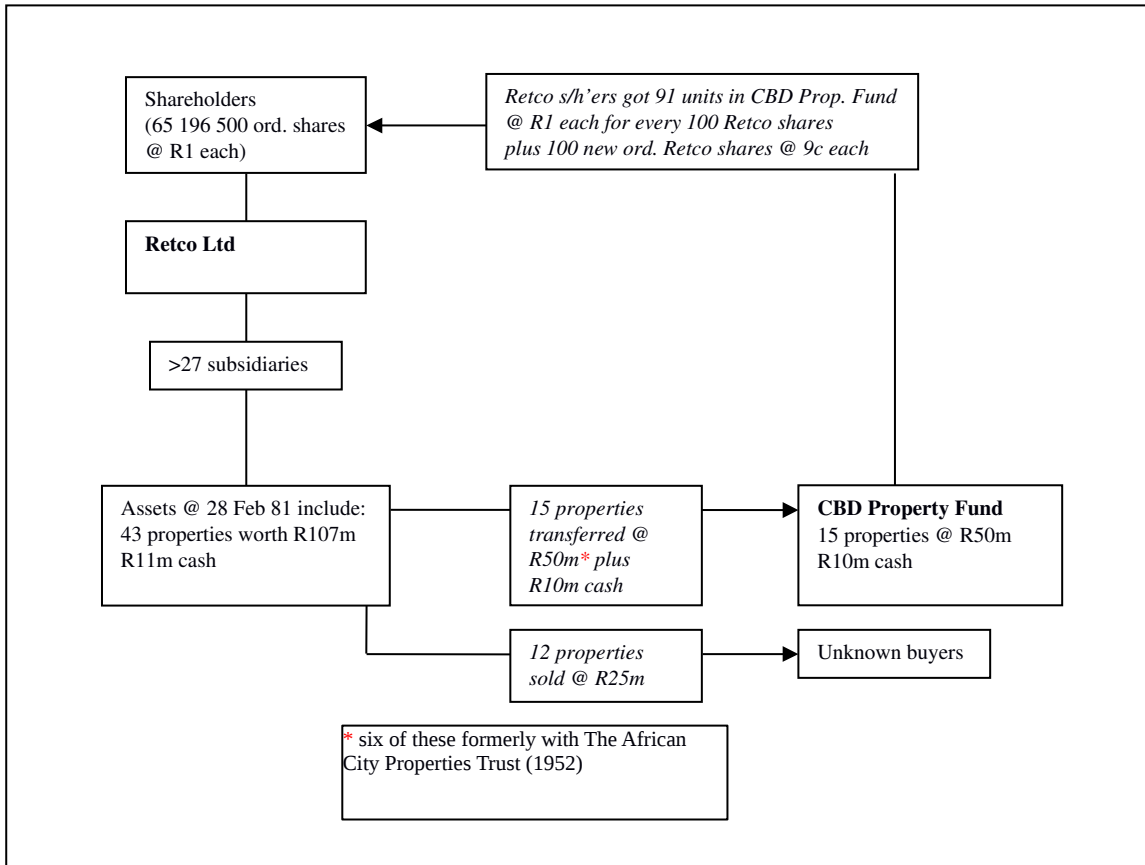 Shareholders
(65 196 500 ord. shares
@ R1 each)
Retco s/h’ers got 91 units in CBD Prop. Fund
@ R1 each for every 100 Retco shares
plus 100 new ord. Retco shares @ 9c each
Retco Ltd
>27 subsidiaries
Assets @ 28 Feb 81 include:
43 properties worth R107m
R11m cash
15 properties
transferred @
R50m* plus
R10m cash
CBD Property Fund
15 properties @ R50m
R10m cash
12 properties
sold @ R25m
Unknown buyers
* six of these formerly with The African
City Properties Trust (1952)